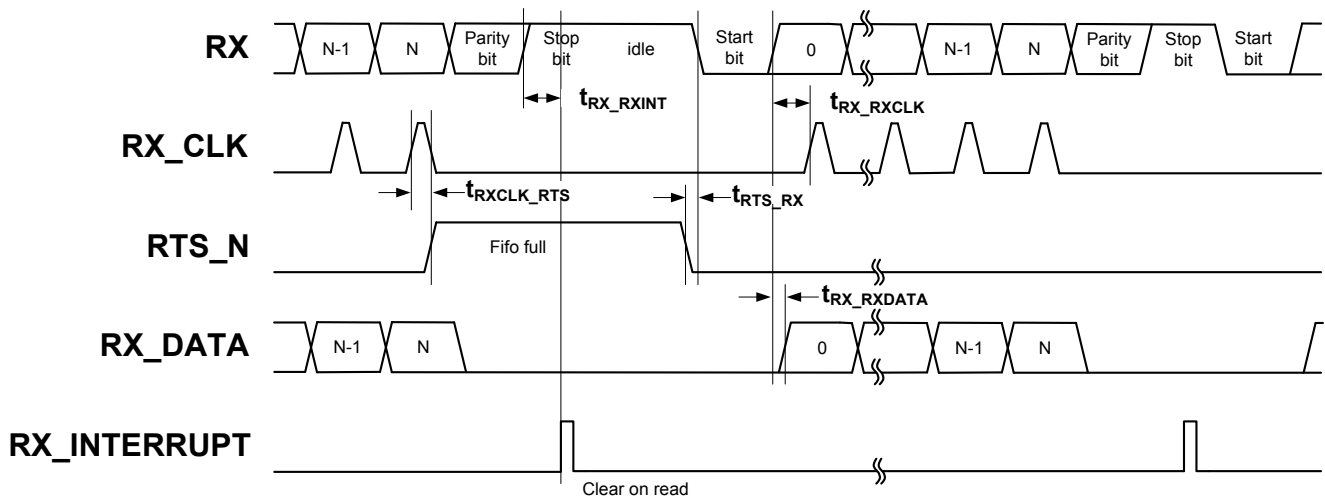 RX
N-1
N
Parity
bit
Stop
bit
idle
Start
bit
0
N-1
N
Parity
bit
Stop
bit
Start
bit
tRX_RXINT
tRX_RXCLK
RX_CLK
tRXCLK_RTS
tRTS_RX
RTS_N
Fifo full
tRX_RXDATA
RX_DATA
N-1
N
0
N-1
N
RX_INTERRUPT
Clear on read